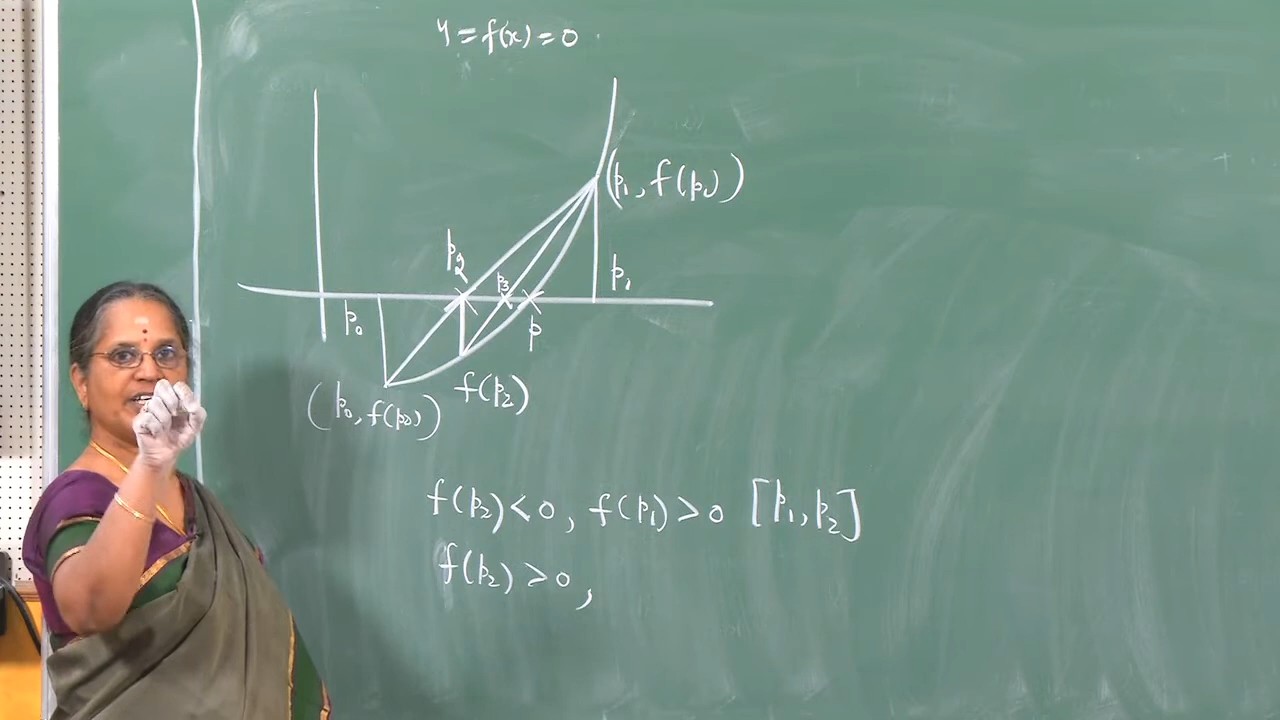 y = f(x) = 0
(p₁, f(p₁))
p₂
p₃
p₁
p₀
p
(p₀, f(p₀))
f(p₂)
f(p₂) < 0, f(p₁) > 0 [p₁, p₂]
f(p₂) > 0,